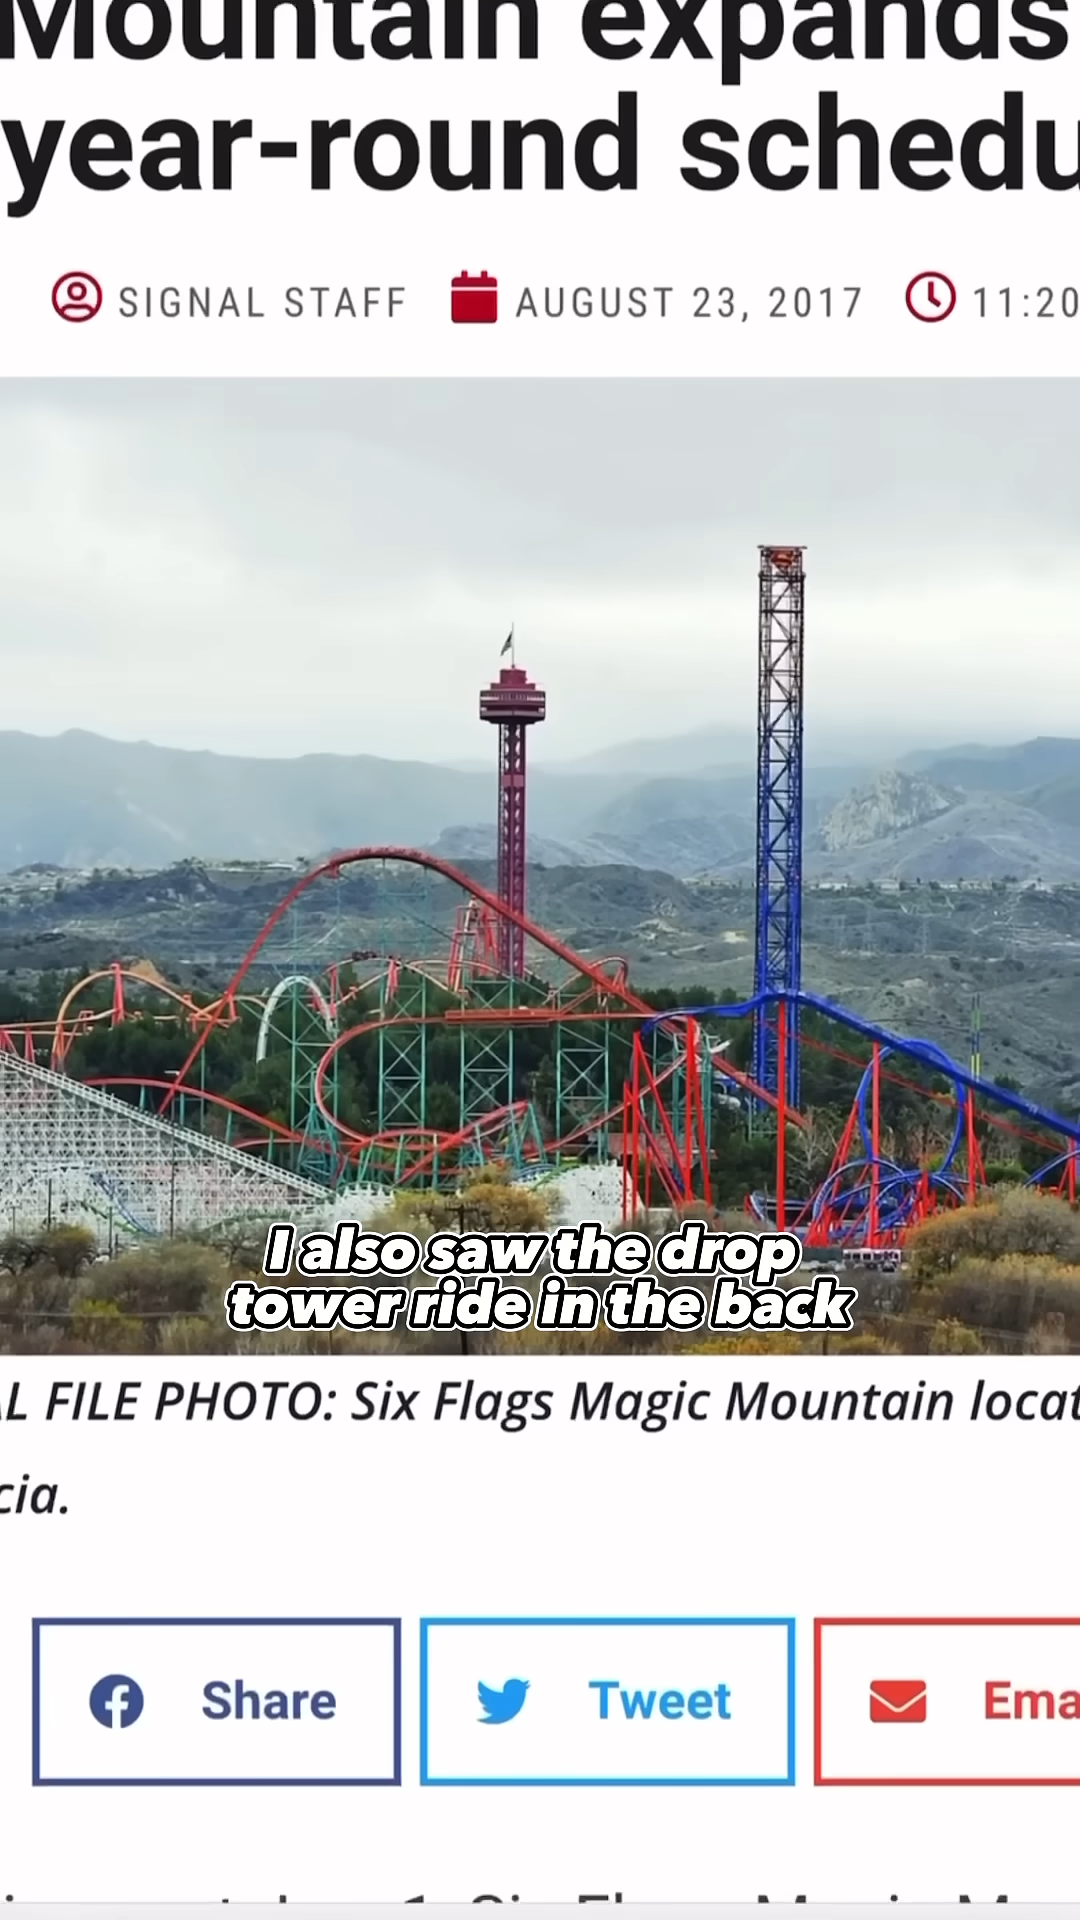 Mountain expands
year-round schedu
SIGNAL STAFF AUGUST 23, 2017 11:20
I also saw the drop
tower ride in the back
AL FILE PHOTO: Six Flags Magic Mountain locat
cia.
Share Tweet Ema